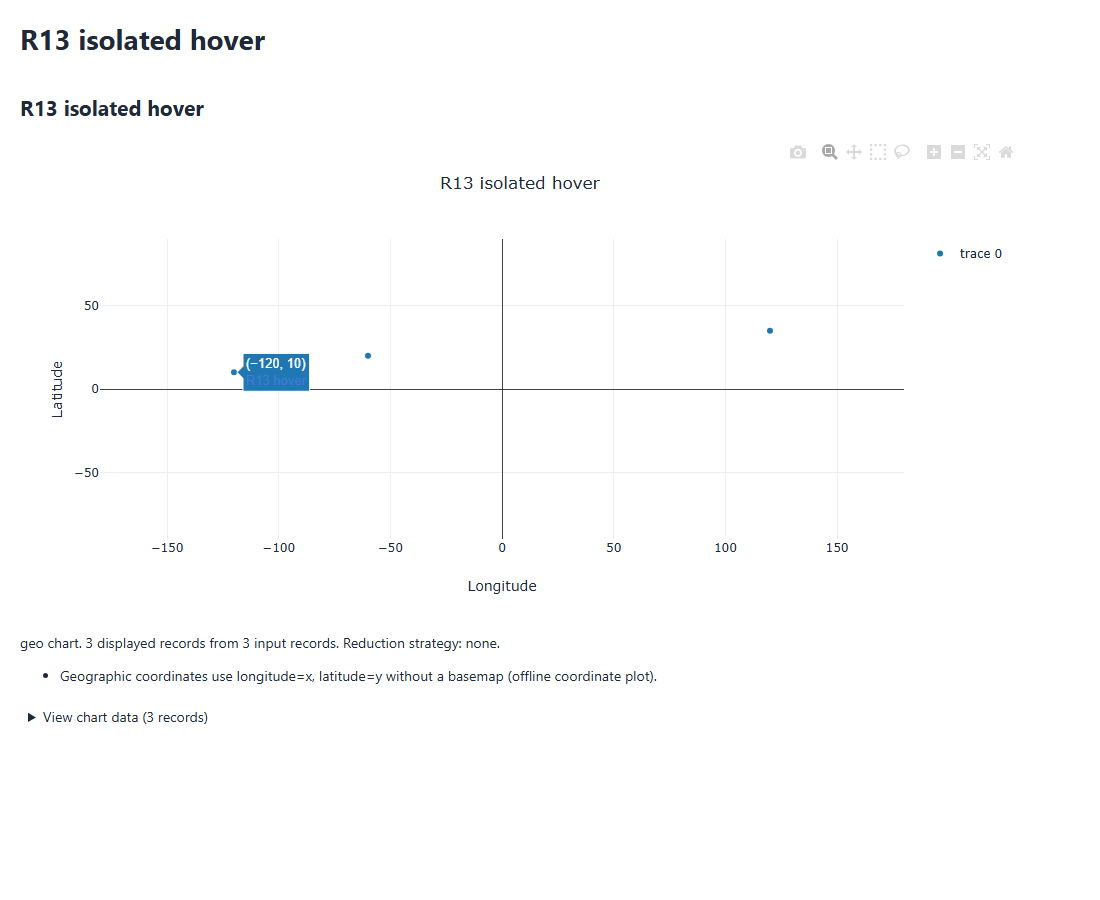 R13 isolated hover
R13 isolated hover
R13 isolated hover
trace 0
50
0
−50
Latitude
(−120, 10)
R13 hover
−150
−100
−50
0
50
100
150
Longitude
geo chart. 3 displayed records from 3 input records. Reduction strategy: none.
Geographic coordinates use longitude=x, latitude=y without a basemap (offline coordinate plot).
View chart data (3 records)